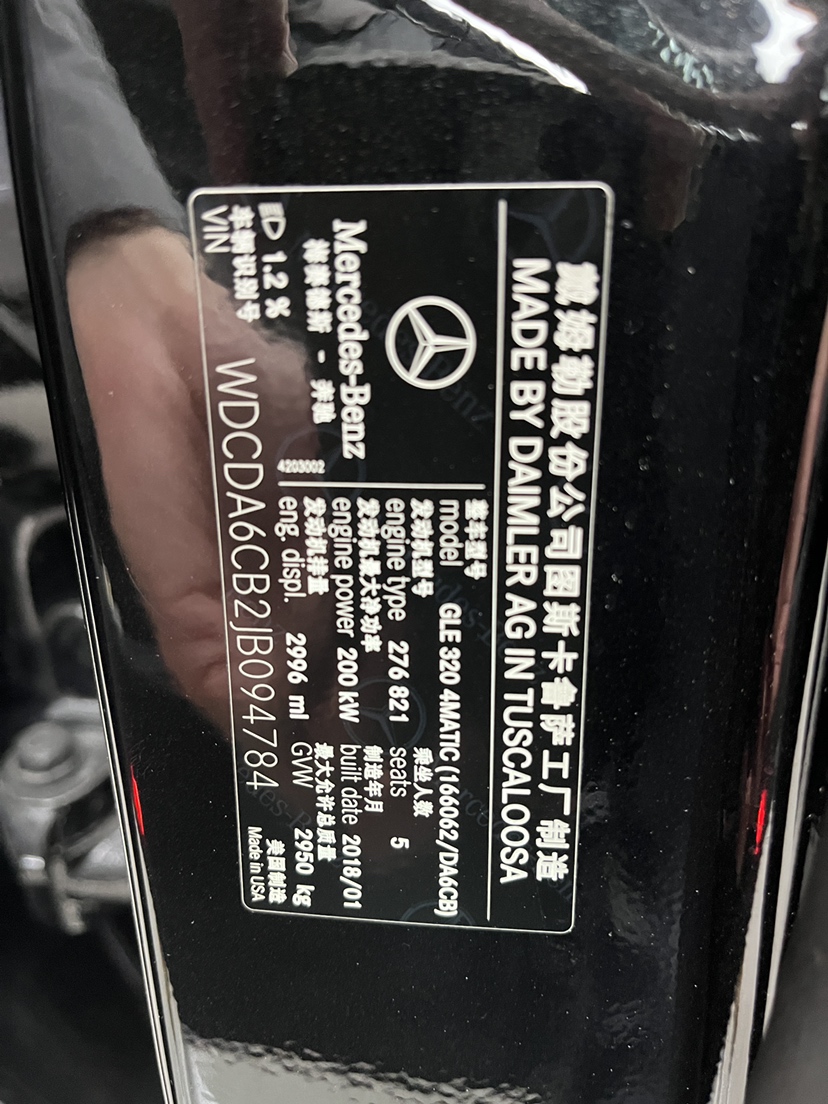 戴姆勒股份公司图斯卡鲁萨工厂制造
MADE BY DAIMLER AG IN TUSCALOOSA
Mercedes-Benz
梅赛德斯 - 奔驰
1.2 %
4203002
整车型号
model GLE 320 4MATIC (166062/DA6CB)
发动机型号 乘坐人数
engine type 276 821 seats 5
发动机最大净功率 制造年月
engine power 200 kW built date 2018/01
发动机排量 最大允许总质量
eng. displ. 2996 ml GVW 2950 kg
车辆识别号
VIN WDCDA6CB2JB094784
美国制造
Made in USA